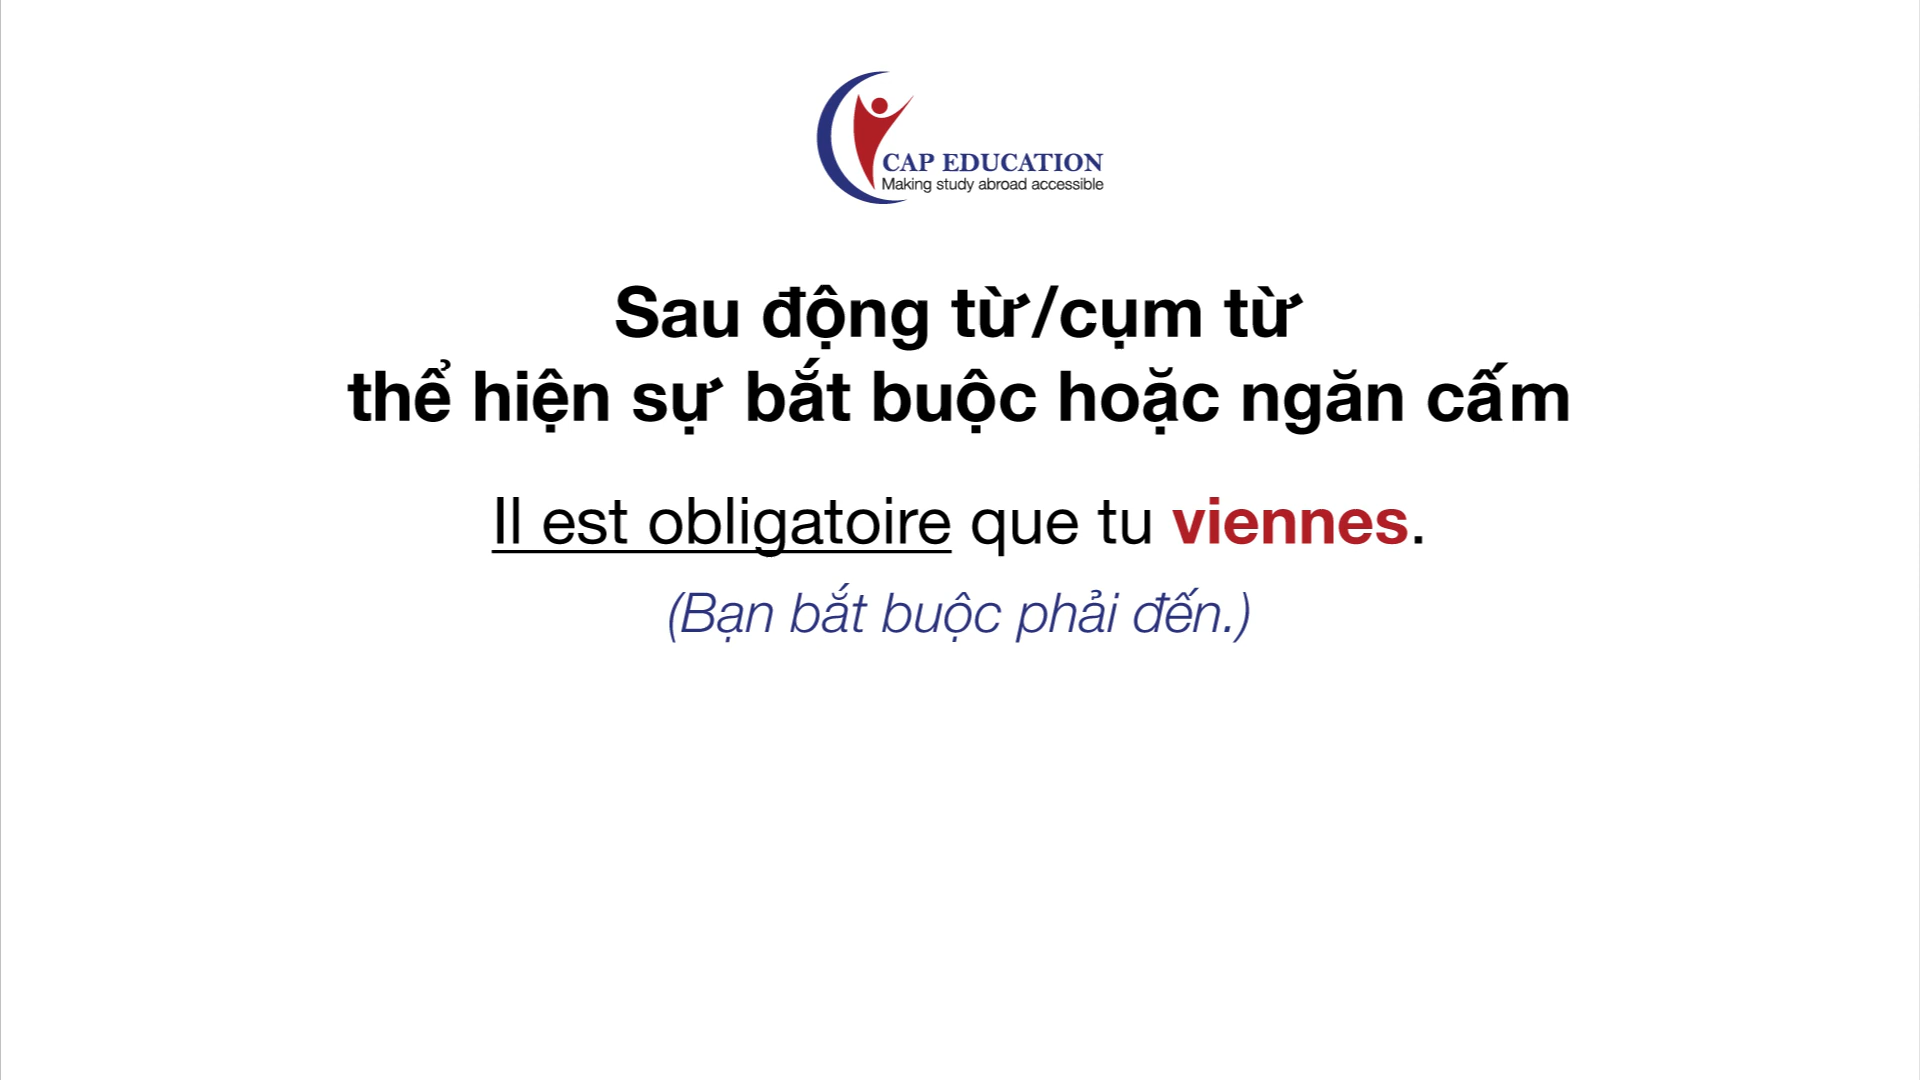 CAP EDUCATION
Making study abroad accessible
Sau động từ/cụm từ
thể hiện sự bắt buộc hoặc ngăn cấm
Il est obligatoire que tu viennes.
(Bạn bắt buộc phải đến.)